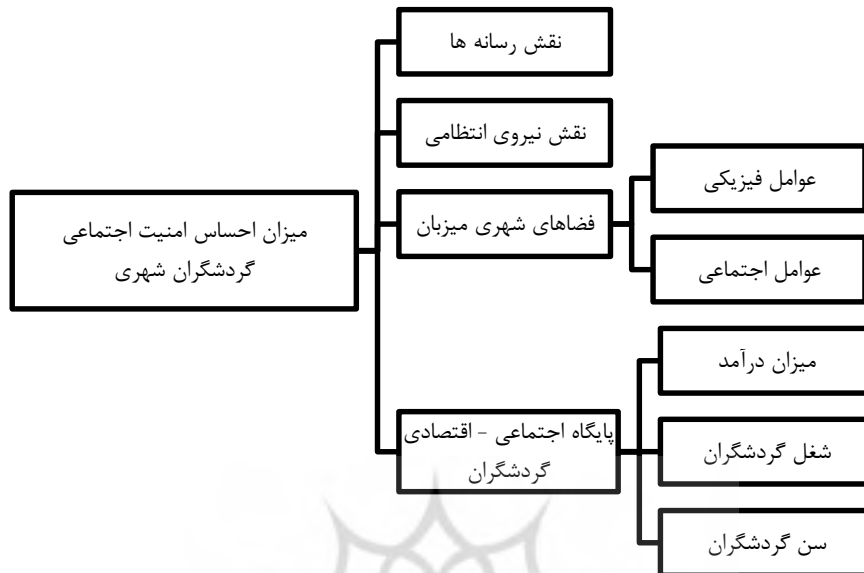 نقش رسانه ها
نقش نیروی انتظامی
عوامل فیزیکی
فضاهای شهری میزبان
میزان احساس امنیت اجتماعی
گردشگران شهری
عوامل اجتماعی
میزان درآمد
پایگاه اجتماعی - اقتصادی
گردشگران
شغل گردشگران
سن گردشگران